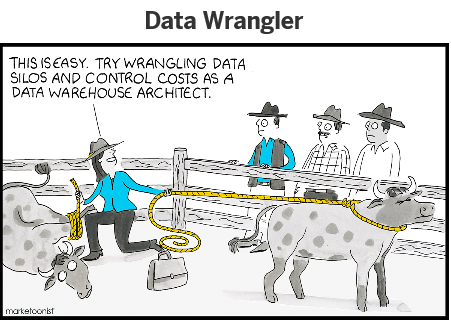 Data Wrangler
THIS IS EASY. TRY WRANGLING DATA
SILOS AND CONTROL COSTS AS A
DATA WAREHOUSE ARCHITECT.
marketoonist